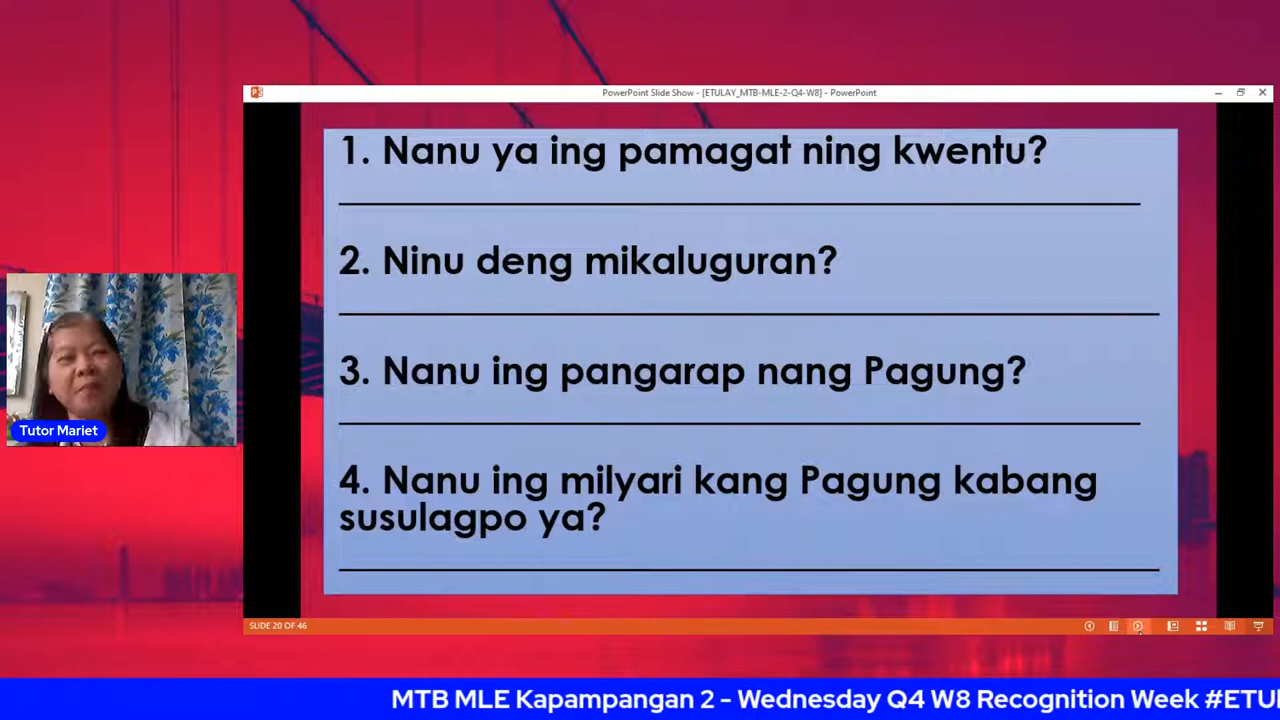 PowerPoint Slide Show - [ETULAY_MTB-MLE-2-Q4-W8] - PowerPoint
1. Nanu ya ing pamagat ning kwentu?
2. Ninu deng mikaluguran?
3. Nanu ing pangarap nang Pagung?
4. Nanu ing milyari kang Pagung kabang
susulagpo ya?
Tutor Mariet
SLIDE 20 OF 46
MTB MLE Kapampangan 2 - Wednesday Q4 W8 Recognition Week #ETU